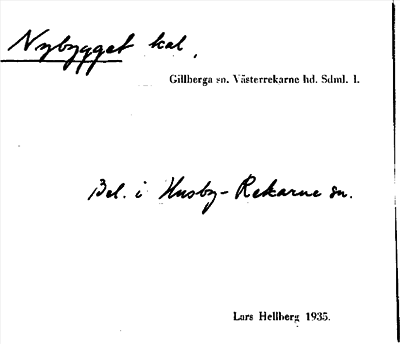 Nybygget kal.
Gillberga sn. Västerrekarne hd. Sdml. l.
Bel. i Husby-Rekarne sn.
Lars Hellberg 1935.